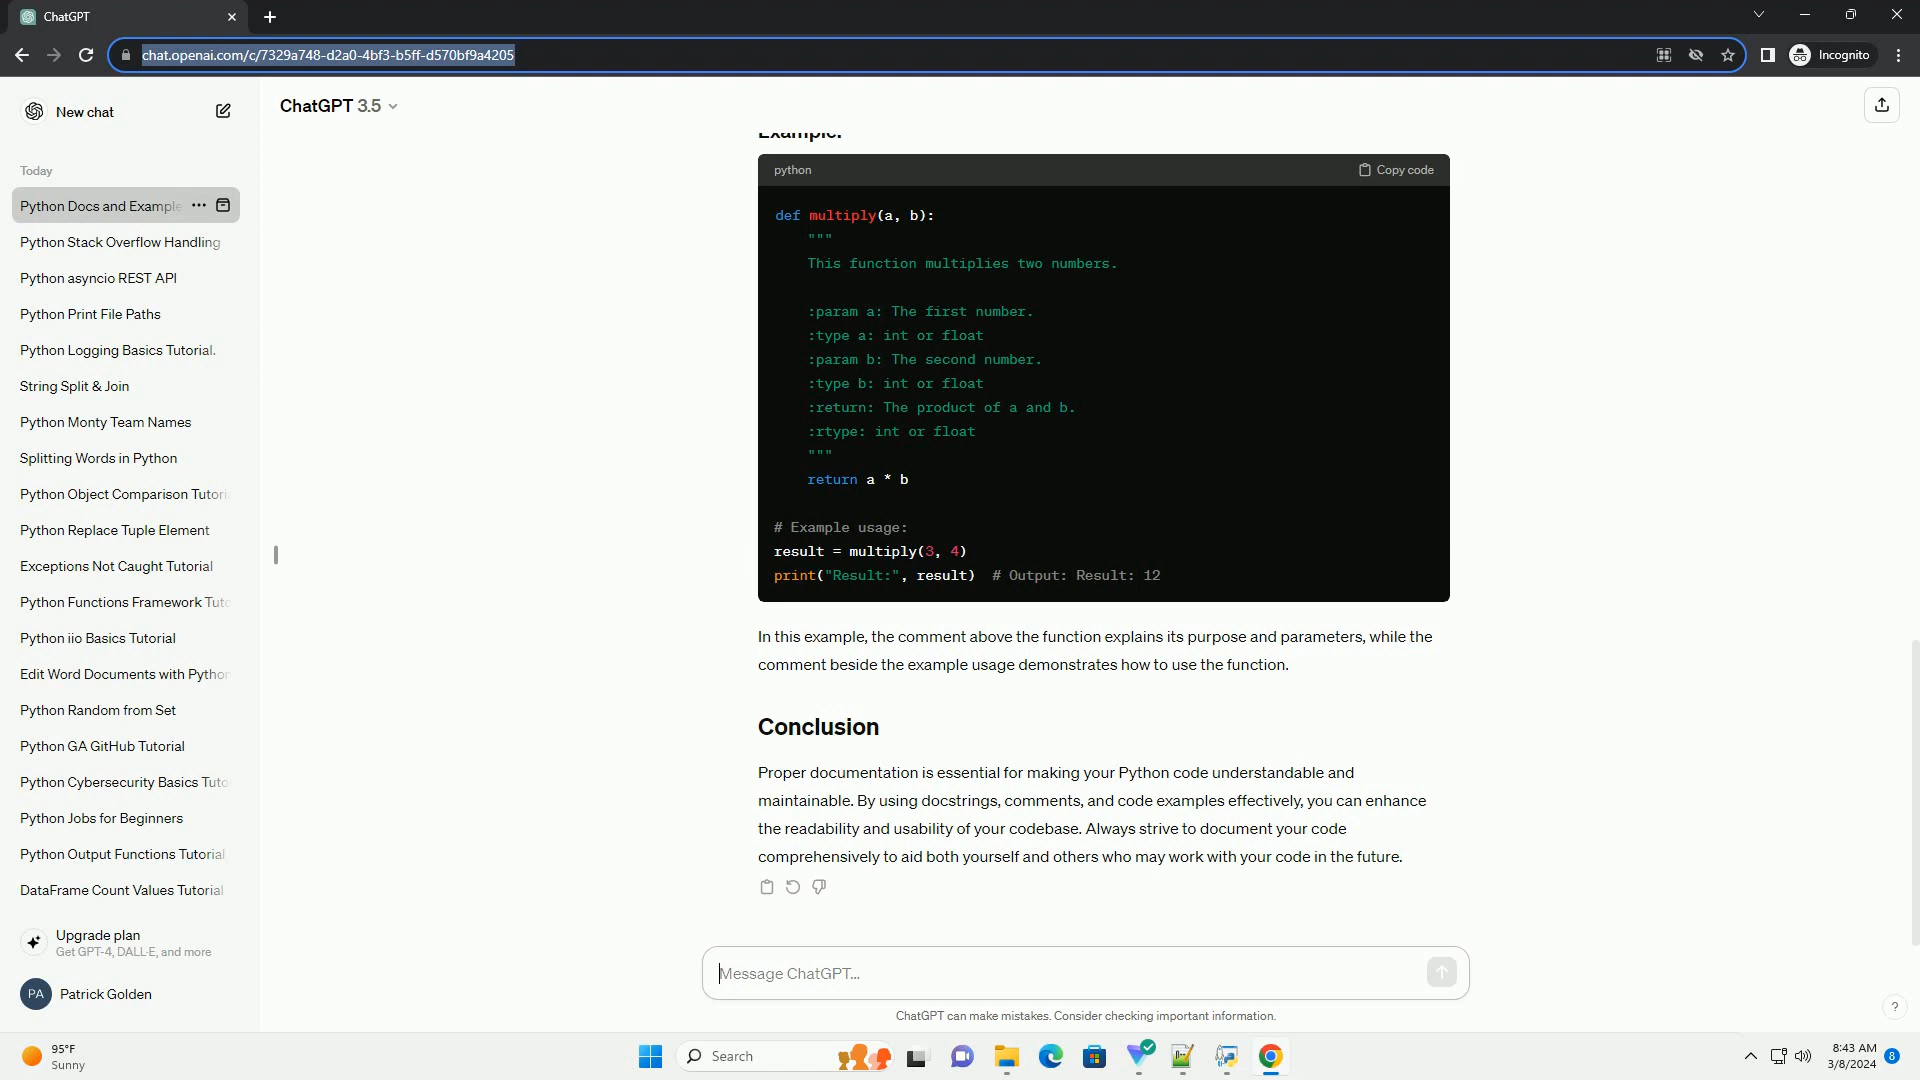 ChatGPT
chat.openai.com/c/7329a748-d2a0-4bf3-b5ff-d570bf9a4205
Incognito
New chat
ChatGPT 3.5
Today
Python Docs and Example
Python Stack Overflow Handling
Python asyncio REST API
Python Print File Paths
Python Logging Basics Tutorial.
String Split & Join
Python Monty Team Names
Splitting Words in Python
Python Object Comparison Tutori
Python Replace Tuple Element
Exceptions Not Caught Tutorial
Python Functions Framework Tuto
Python iio Basics Tutorial
Edit Word Documents with Python
Python Random from Set
Python GA GitHub Tutorial
Python Cybersecurity Basics Tuto
Python Jobs for Beginners
Python Output Functions Tutorial
DataFrame Count Values Tutorial
Upgrade plan
Get GPT-4, DALL·E, and more
PA Patrick Golden
Example:
python
Copy code
def multiply(a, b):
"""
This function multiplies two numbers.
:param a: The first number.
:type a: int or float
:param b: The second number.
:type b: int or float
:return: The product of a and b.
:rtype: int or float
"""
return a * b
# Example usage:
result = multiply(3, 4)
print("Result:", result)  # Output: Result: 12
In this example, the comment above the function explains its purpose and parameters, while the
comment beside the example usage demonstrates how to use the function.
Conclusion
Proper documentation is essential for making your Python code understandable and
maintainable. By using docstrings, comments, and code examples effectively, you can enhance
the readability and usability of your codebase. Always strive to document your code
comprehensively to aid both yourself and others who may work with your code in the future.
Message ChatGPT...
ChatGPT can make mistakes. Consider checking important information.
?
95°F
Sunny
Search
8:43 AM
3/8/2024
8